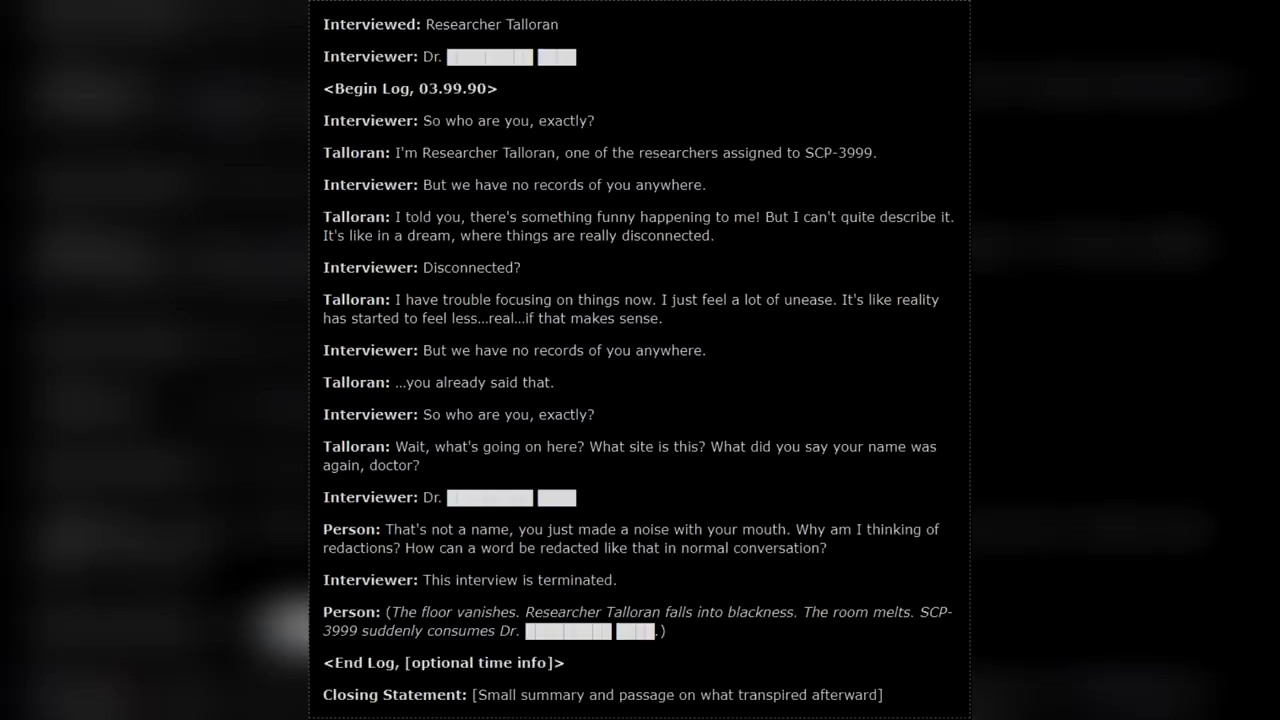 Interviewed: Researcher Talloran
Interviewer: Dr. █████████ ████
<Begin Log, 03.99.90>
Interviewer: So who are you, exactly?
Talloran: I'm Researcher Talloran, one of the researchers assigned to SCP-3999.
Interviewer: But we have no records of you anywhere.
Talloran: I told you, there's something funny happening to me! But I can't quite describe it.
It's like in a dream, where things are really disconnected.
Interviewer: Disconnected?
Talloran: I have trouble focusing on things now. I just feel a lot of unease. It's like reality
has started to feel less...real...if that makes sense.
Interviewer: But we have no records of you anywhere.
Talloran: ...you already said that.
Interviewer: So who are you, exactly?
Talloran: Wait, what's going on here? What site is this? What did you say your name was
again, doctor?
Interviewer: Dr. █████████ ████
Person: That's not a name, you just made a noise with your mouth. Why am I thinking of
redactions? How can a word be redacted like that in normal conversation?
Interviewer: This interview is terminated.
Person: (The floor vanishes. Researcher Talloran falls into blackness. The room melts. SCP-
3999 suddenly consumes Dr. █████████ ████.)
<End Log, [optional time info]>
Closing Statement: [Small summary and passage on what transpired afterward]